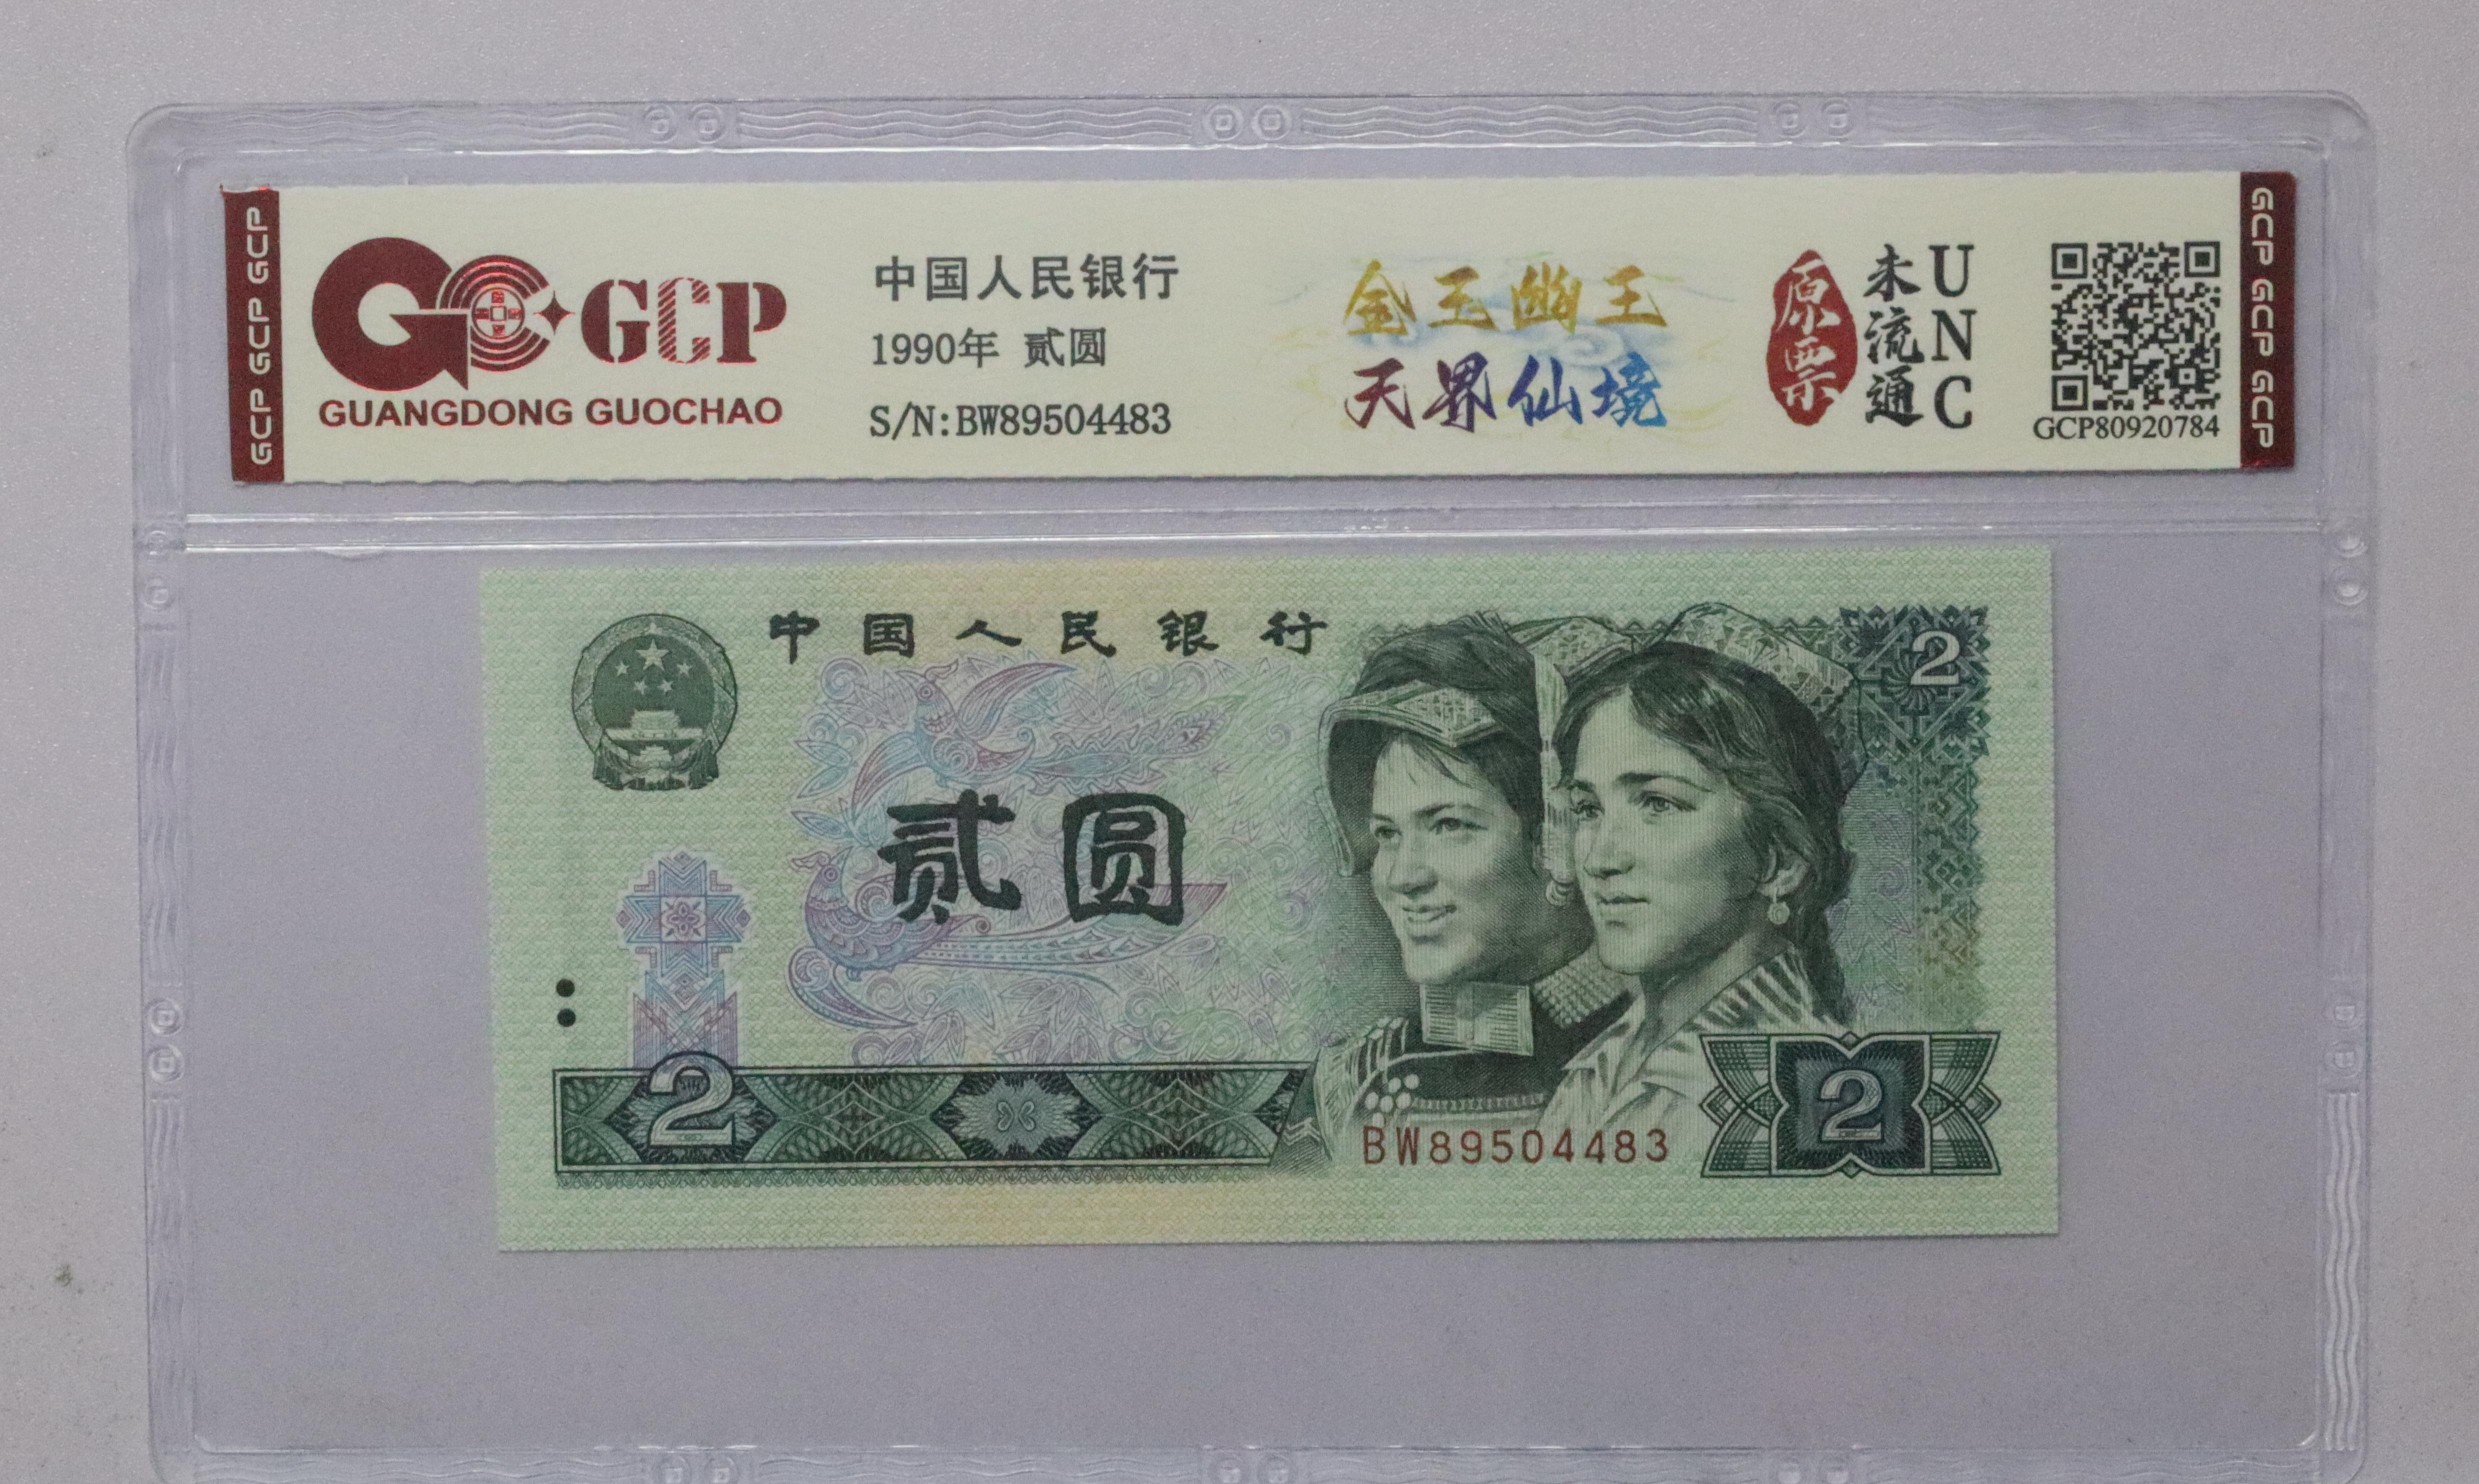 GCP GCP GCP
GCP
GUANGDONG GUOCHAO
中国人民银行
1990年 贰圆
S/N:BW89504483
金玉幽王
天界仙境
原票
未流通
UNC
GCP80920784
GCP GCP GCP
中国人民银行
2
贰圆
2
BW89504483
2